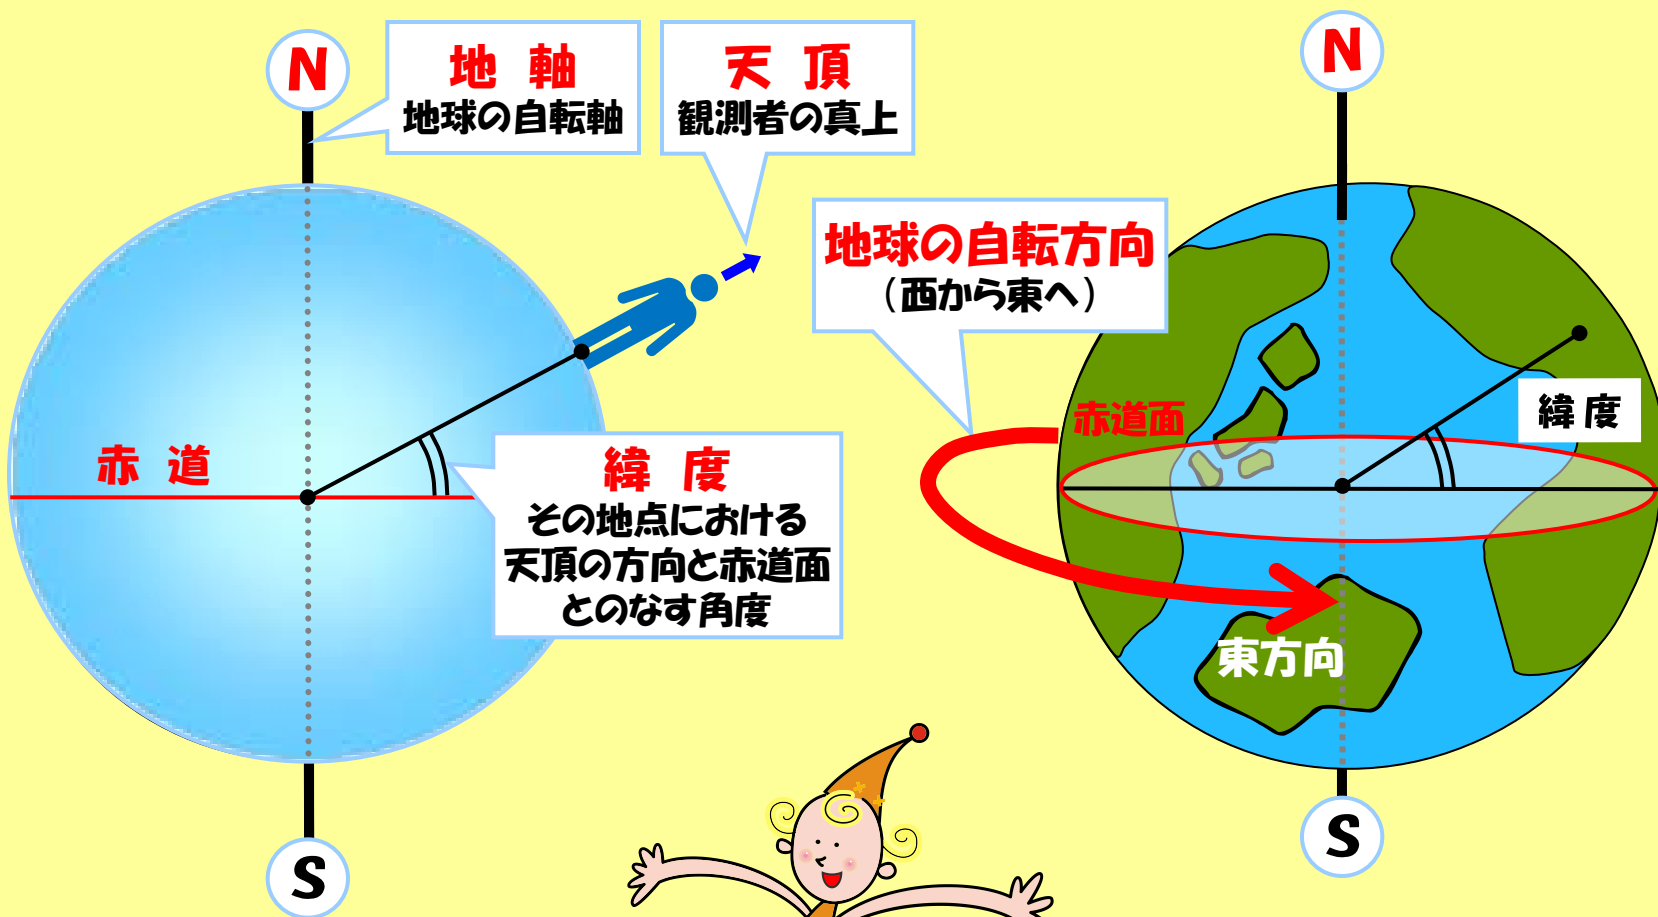 N
地 軸
地球の自転軸
天 頂
観測者の真上
N
地球の自転方向
（西から東へ）
赤道面
緯度
赤 道
緯 度
その地点における
天頂の方向と赤道面
とのなす角度
東方向
S
S